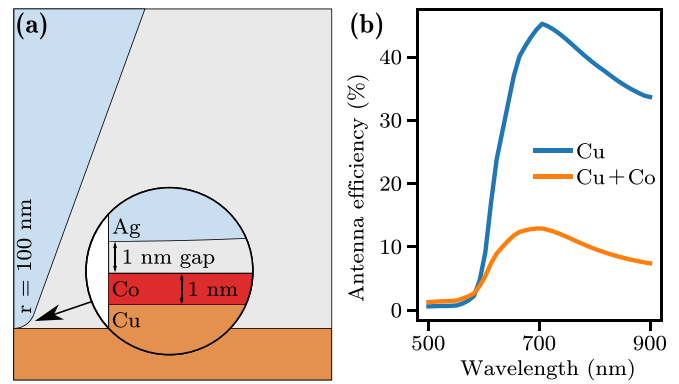 (a)
r = 100 nm
Ag
1 nm gap
Co
1 nm
Cu
(b)
Antenna efficiency (%)
40
30
20
10
0
Cu
Cu + Co
500
700
900
Wavelength (nm)